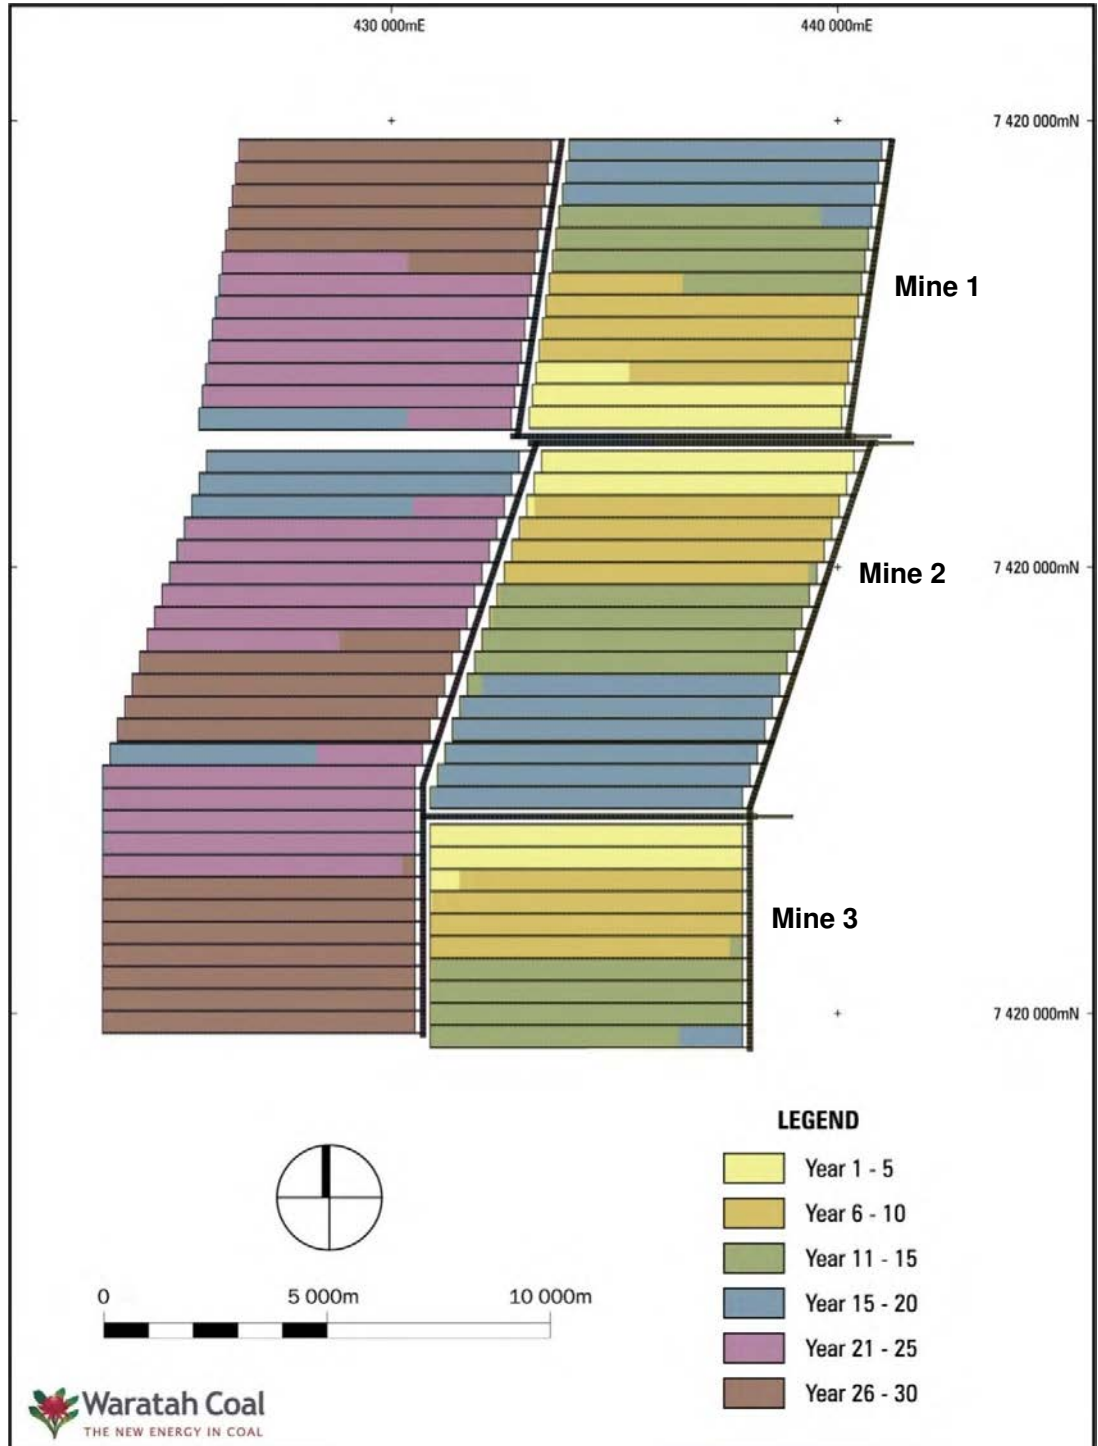 430 000mE
440 000mE
7 420 000mN
Mine 1
7 420 000mN
Mine 2
Mine 3
7 420 000mN
LEGEND
Year 1 - 5
Year 6 - 10
Year 11 - 15
Year 15 - 20
Year 21 - 25
Year 26 - 30
0 5 000m 10 000m
Waratah Coal
THE NEW ENERGY IN COAL